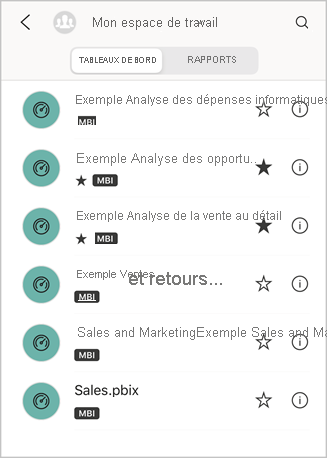 Mon espace de travail
TABLEAUX DE BORD RAPPORTS
Exemple Analyse des dépenses informatiques
MBI
Exemple Analyse des opportu...
MBI
Exemple Analyse de la vente au détail
MBI
Exemple Ventes
et retours...
MBI
Sales and MarketingExemple Sales and Ma
MBI
Sales.pbix
MBI